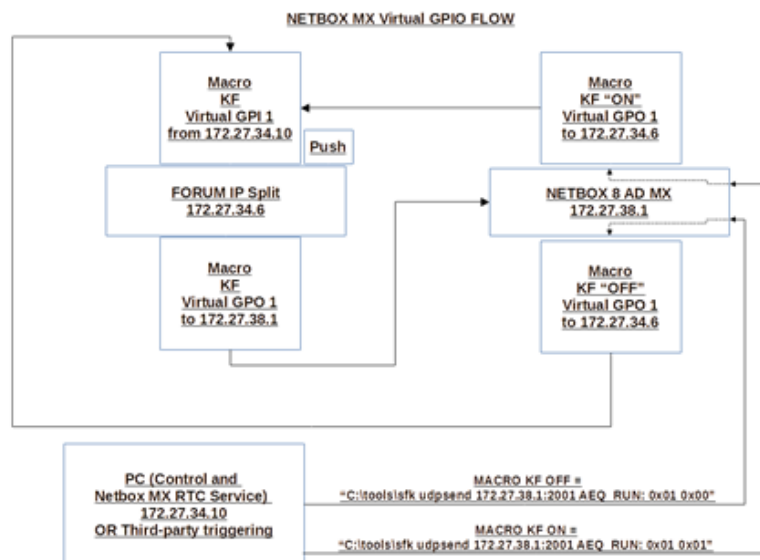 NETBOX MX Virtual GPIO FLOW
Macro
KF
Virtual GPI 1
from 172.27.34.10
Push
FORUM IP Split
172.27.34.6
Macro
KF
Virtual GPO 1
to 172.27.38.1
Macro
KF “ON”
Virtual GPO 1
to 172.27.34.6
NETBOX 8 AD MX
172.27.38.1
Macro
KF “OFF”
Virtual GPO 1
to 172.27.34.6
PC (Control and
Netbox MX RTC Service)
172.27.34.10
OR Third-party triggering
MACRO KF OFF =
“C:\tools\sfk udpsend 172.27.38.1:2001 AEQ_RUN: 0x01 0x00”
MACRO KF ON =
“C:\tools\sfk udpsend 172.27.38.1:2001 AEQ_RUN: 0x01 0x01”